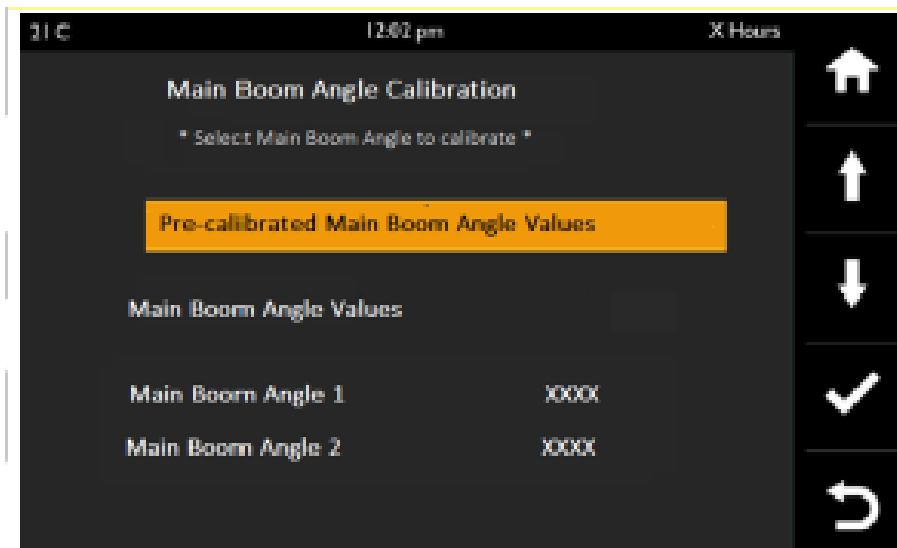 21 C 12:02 pm X Hours
Main Boom Angle Calibration
* Select Main Boom Angle to calibrate *
Pre-calibrated Main Boom Angle Values
Main Boom Angle Values
Main Boom Angle 1 XXXX
Main Boom Angle 2 XXXX